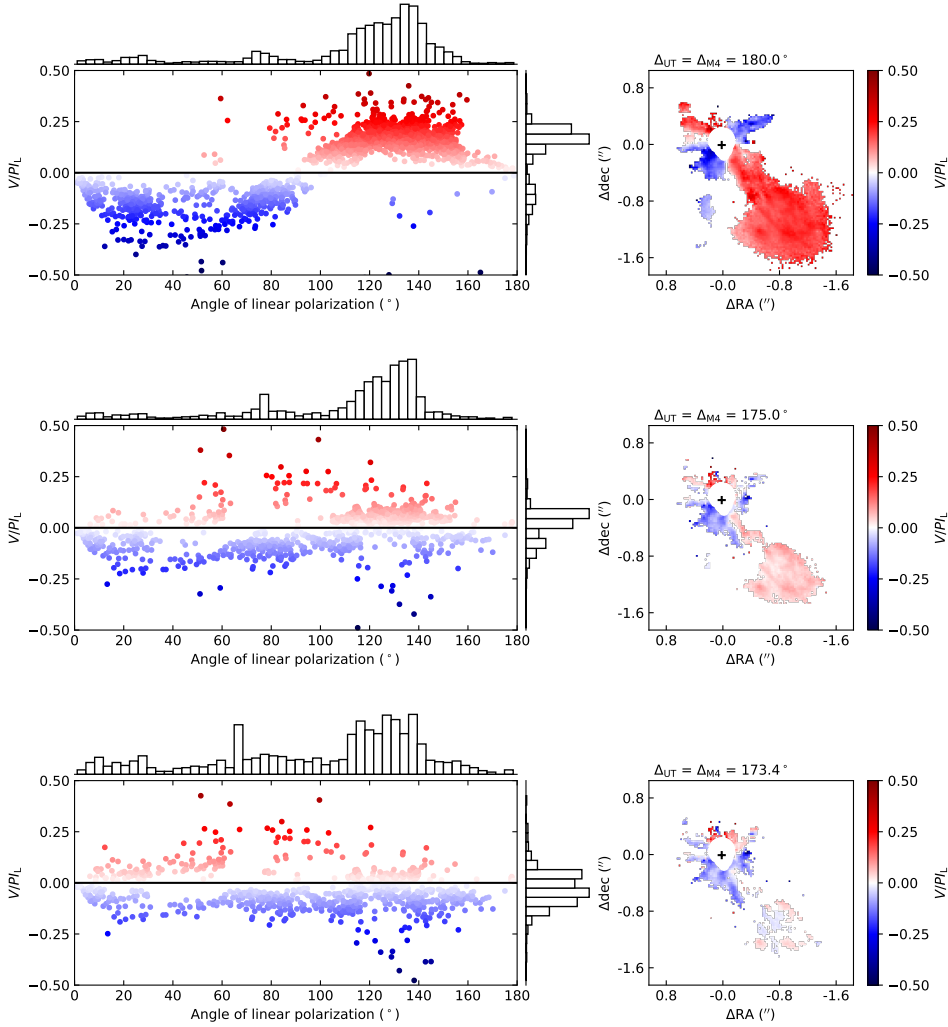 Δ_UT = Δ_M4 = 180.0°
0.50
0.25
0.00
−0.25
−0.50
V/PI_L
0 20 40 60 80 100 120 140 160 180
Angle of linear polarization (°)
0.8
0.0
-0.8
-1.6
Δdec (′′)
0.8 -0.0 -0.8 -1.6
ΔRA (′′)
0.50
0.25
0.00
−0.25
−0.50
V/PI_L
Δ_UT = Δ_M4 = 175.0°
0.50
0.25
0.00
−0.25
−0.50
V/PI_L
0 20 40 60 80 100 120 140 160 180
Angle of linear polarization (°)
0.8
0.0
-0.8
-1.6
Δdec (′′)
0.8 -0.0 -0.8 -1.6
ΔRA (′′)
0.50
0.25
0.00
−0.25
−0.50
V/PI_L
Δ_UT = Δ_M4 = 173.4°
0.50
0.25
0.00
−0.25
−0.50
V/PI_L
0 20 40 60 80 100 120 140 160 180
Angle of linear polarization (°)
0.8
0.0
-0.8
-1.6
Δdec (′′)
0.8 -0.0 -0.8 -1.6
ΔRA (′′)
0.50
0.25
0.00
−0.25
−0.50
V/PI_L